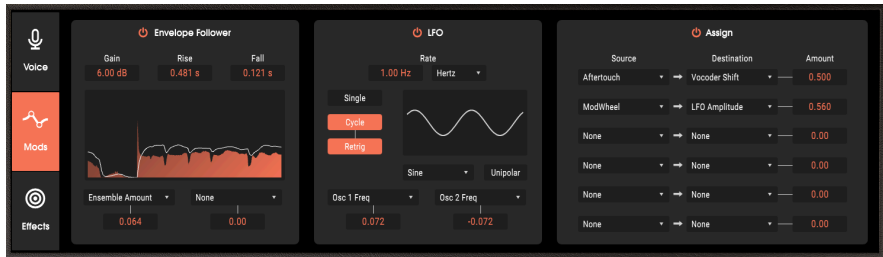 Voice
Mods
Effects
Envelope Follower
Gain Rise Fall
6.00 dB 0.481 s 0.121 s
Ensemble Amount None
0.064 0.00
LFO
Rate
1.00 Hz Hertz
Single
Cycle
Retrig
Sine Unipolar
Osc 1 Freq Osc 2 Freq
0.072 -0.072
Assign
Source Destination Amount
Aftertouch Vocoder Shift 0.500
ModWheel LFO Amplitude 0.560
None None 0.00
None None 0.00
None None 0.00
None None 0.00